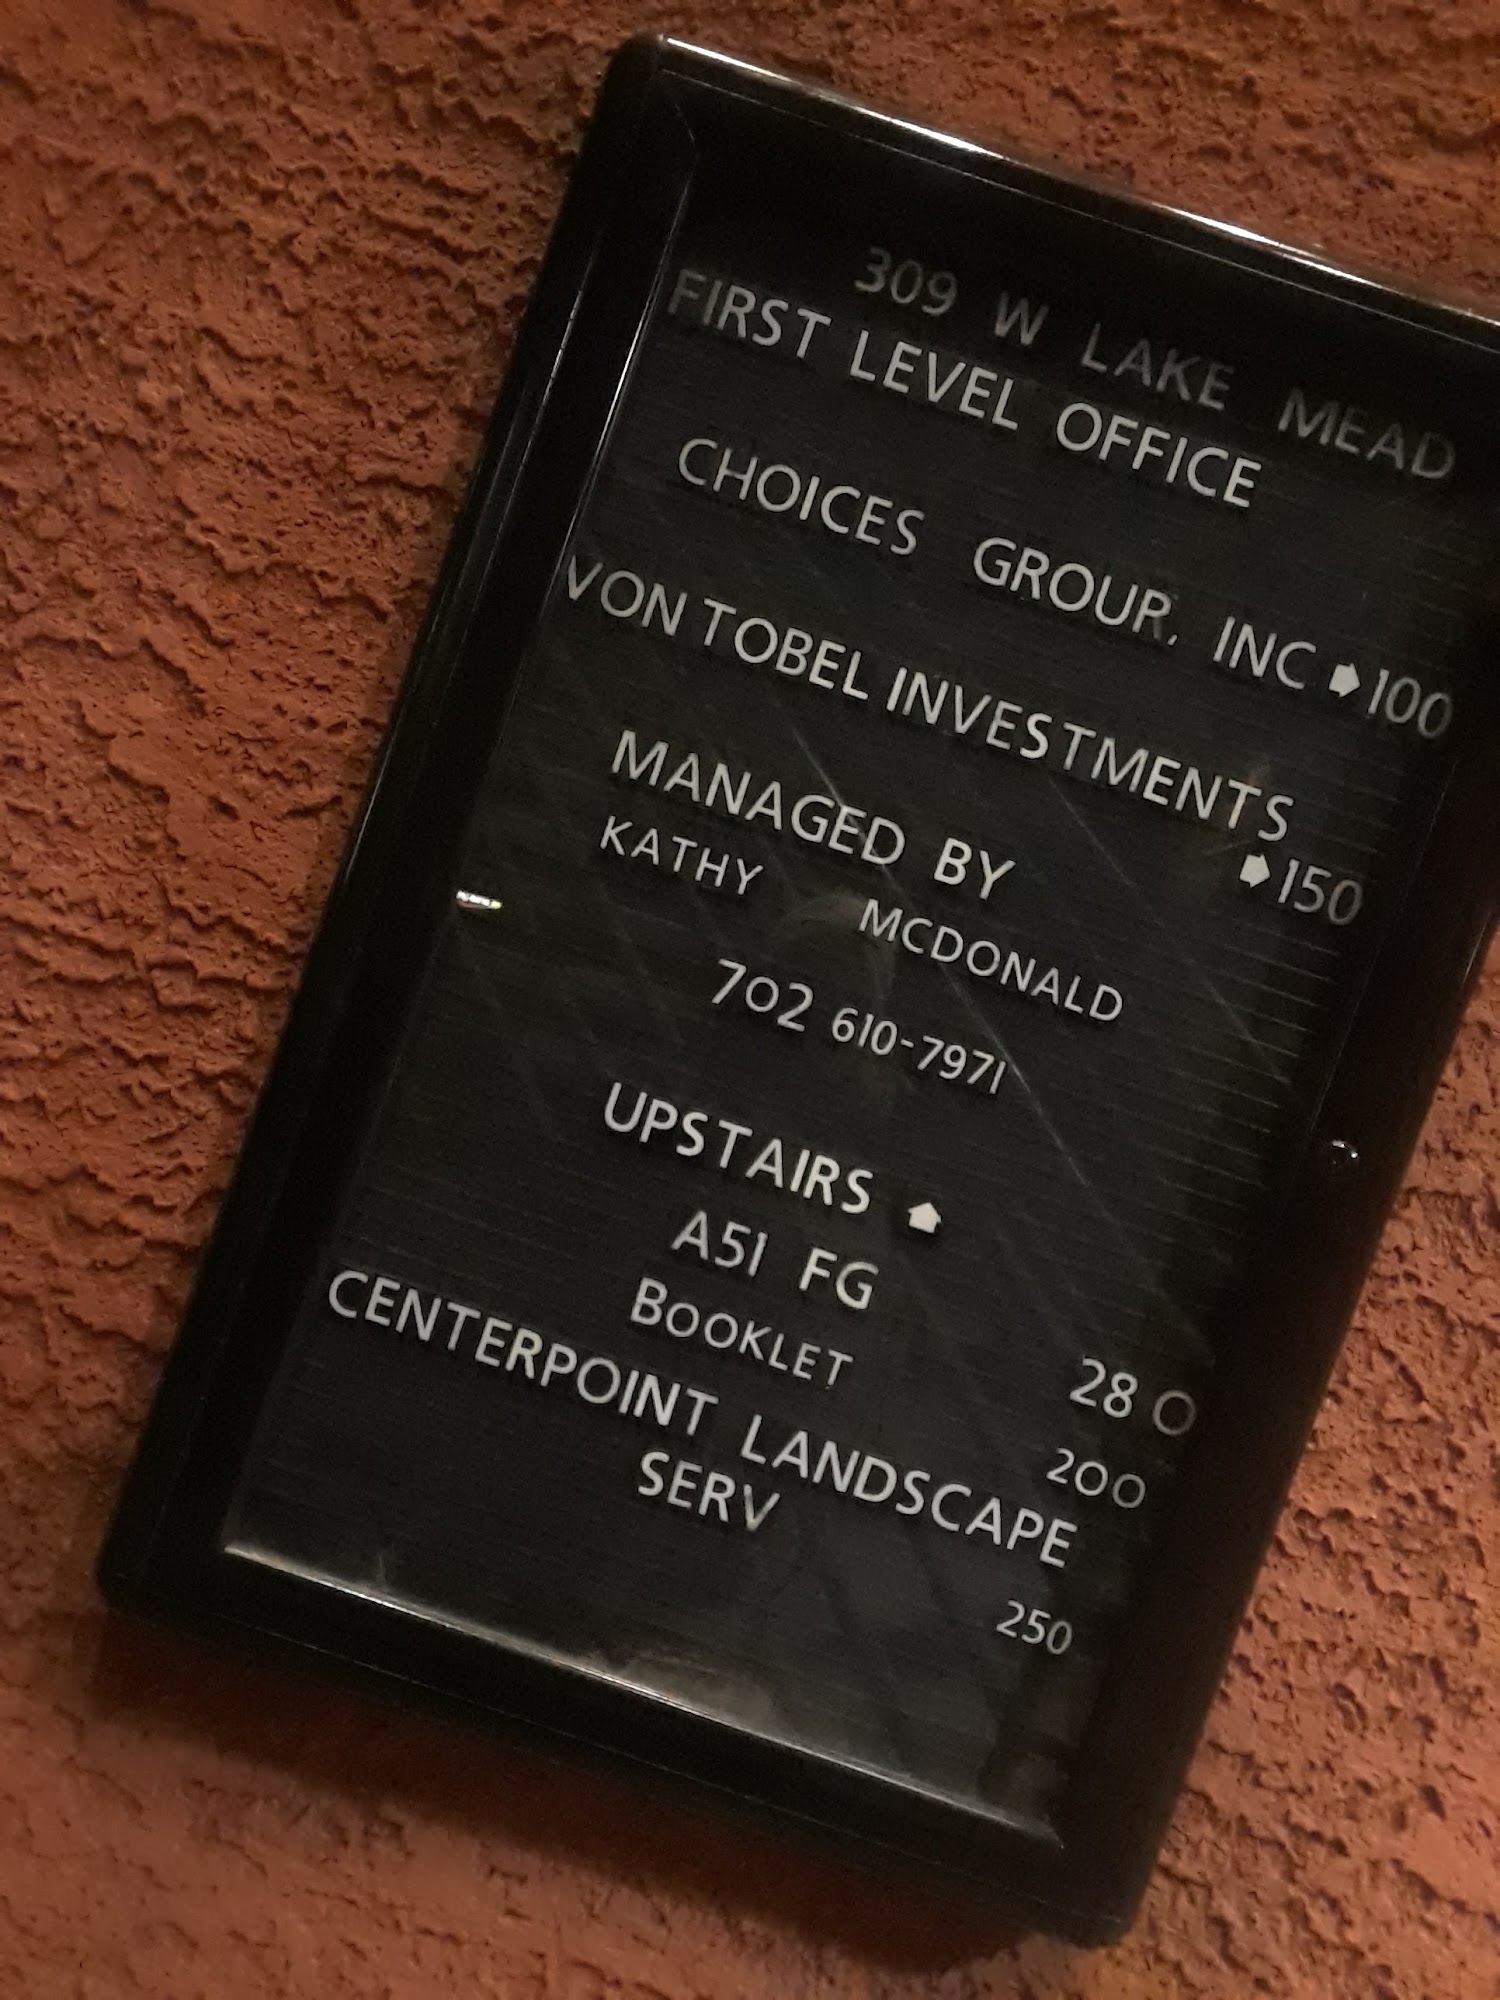 309 W LAKE MEAD
FIRST LEVEL OFFICE
CHOICES GROUP, INC 100
VON TOBEL INVESTMENTS
150
MANAGED BY
KATHY MCDONALD
702 610-7971
UPSTAIRS
A51 FG 280
BOOKLET 200
CENTERPOINT LANDSCAPE
SERV 250